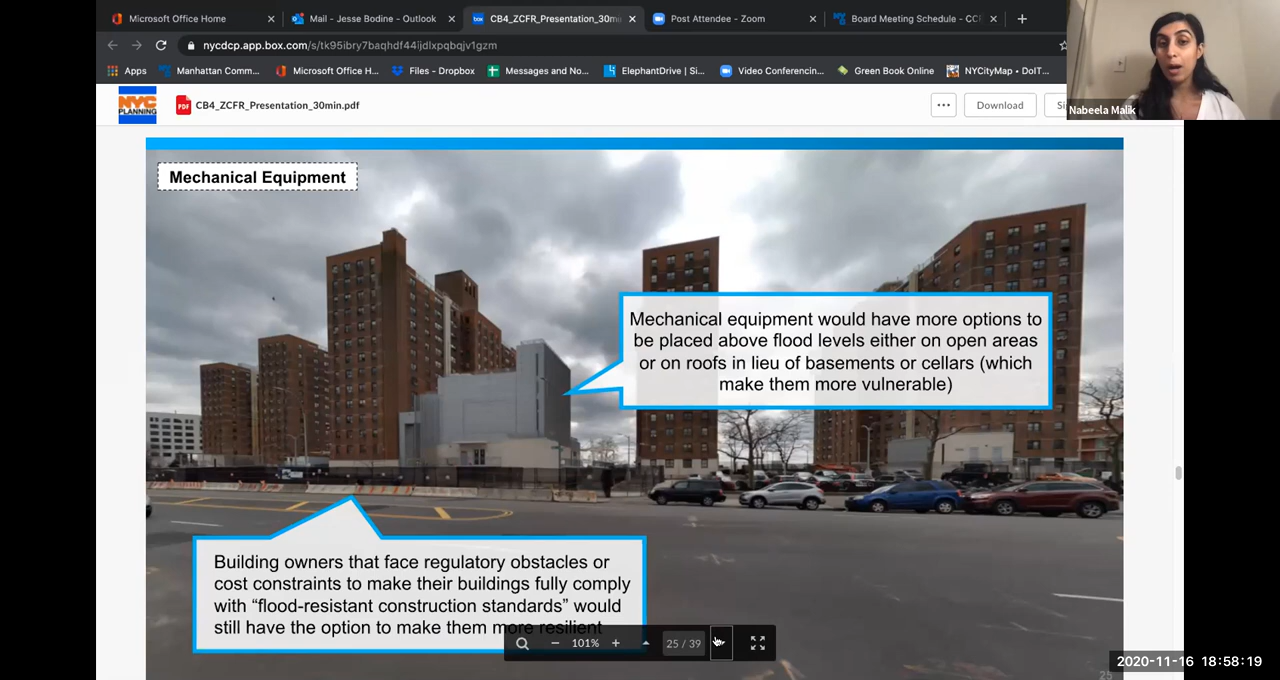 Microsoft Office Home
Mail - Jesse Bodine - Outlook
CB4_ZCFR_Presentation_30mi
Post Attendee - Zoom
Board Meeting Schedule - CC
nycdcp.app.box.com/s/tk95ibry7baqhdf44ijdlxpqbqjv1gzm
Apps
Manhattan Comm...
Microsoft Office H...
Files - Dropbox
Messages and No...
ElephantDrive | Si...
Video Conferencin...
Green Book Online
NYCityMap • DoIT...
NYC
PLANNING
PDF
CB4_ZCFR_Presentation_30min.pdf
Download
Nabeela Malik
Mechanical Equipment
Mechanical equipment would have more options to
be placed above flood levels either on open areas
or on roofs in lieu of basements or cellars (which
make them more vulnerable)
Building owners that face regulatory obstacles or
cost constraints to make their buildings fully comply
with “flood-resistant construction standards” would
still have the option to make them more resilient
101%
25 / 39
2020-11-16 18:58:19
25